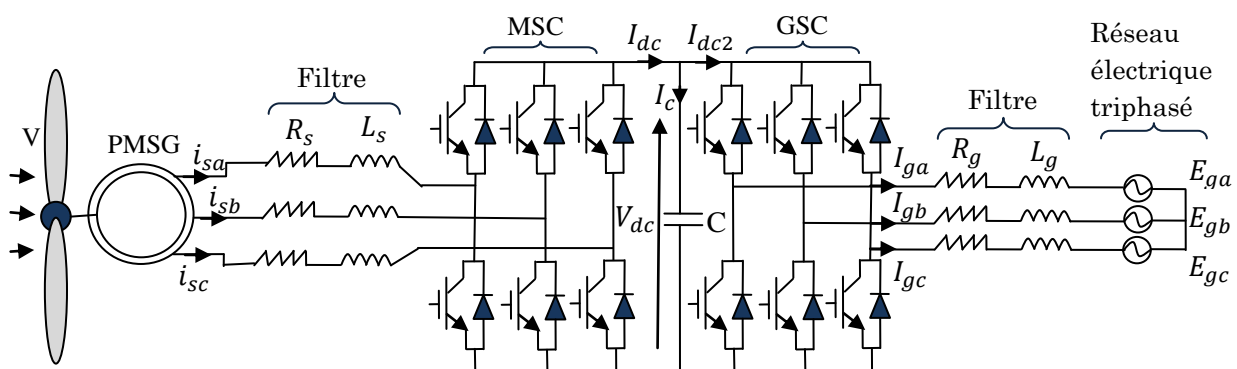 MSC
I_dc
I_dc2
GSC
Réseau
électrique
triphasé
Filtre
R_s
L_s
I_c
Filtre
R_g
L_g
V
PMSG
i_sa
i_sb
i_sc
V_dc
C
I_ga
I_gb
I_gc
E_ga
E_gb
E_gc